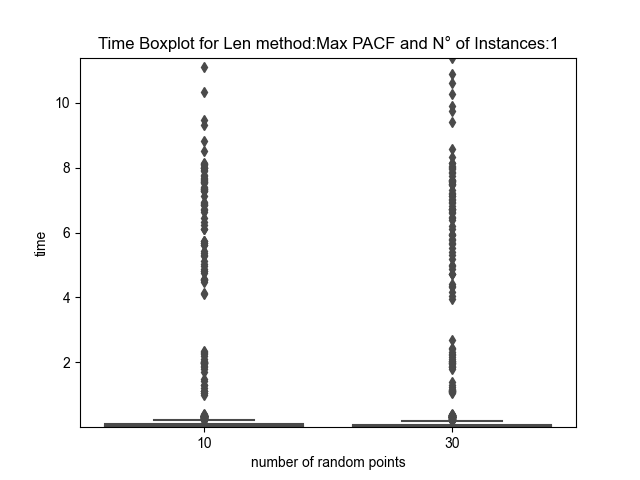 Time Boxplot for Len method:Max PACF and N° of Instances:1
10
8
6
4
2
time
10
30
number of random points